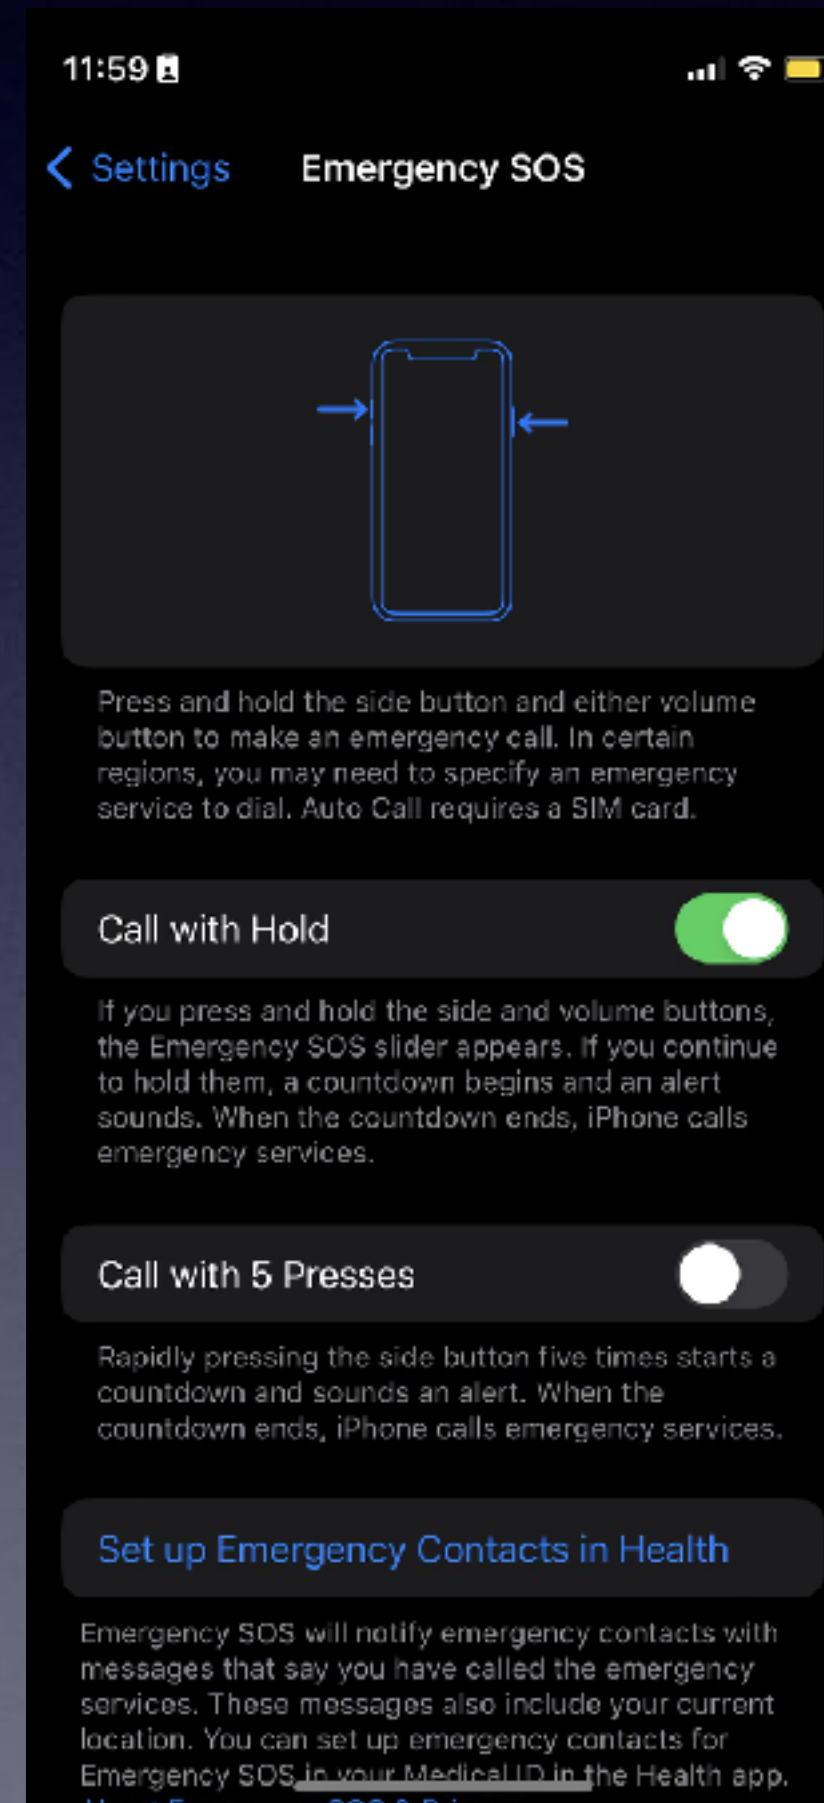 11:59
Settings
Emergency SOS
Press and hold the side button and either volume
button to make an emergency call. In certain
regions, you may need to specify an emergency
service to dial. Auto Call requires a SIM card.
Call with Hold
If you press and hold the side and volume buttons,
the Emergency SOS slider appears. If you continue
to hold them, a countdown begins and an alert
sounds. When the countdown ends, iPhone calls
emergency services.
Call with 5 Presses
Rapidly pressing the side button five times starts a
countdown and sounds an alert. When the
countdown ends, iPhone calls emergency services.
Set up Emergency Contacts in Health
Emergency SOS will notify emergency contacts with
messages that say you have called the emergency
services. These messages also include your current
location. You can set up emergency contacts for
Emergency SOS in your Medical ID in the Health app.